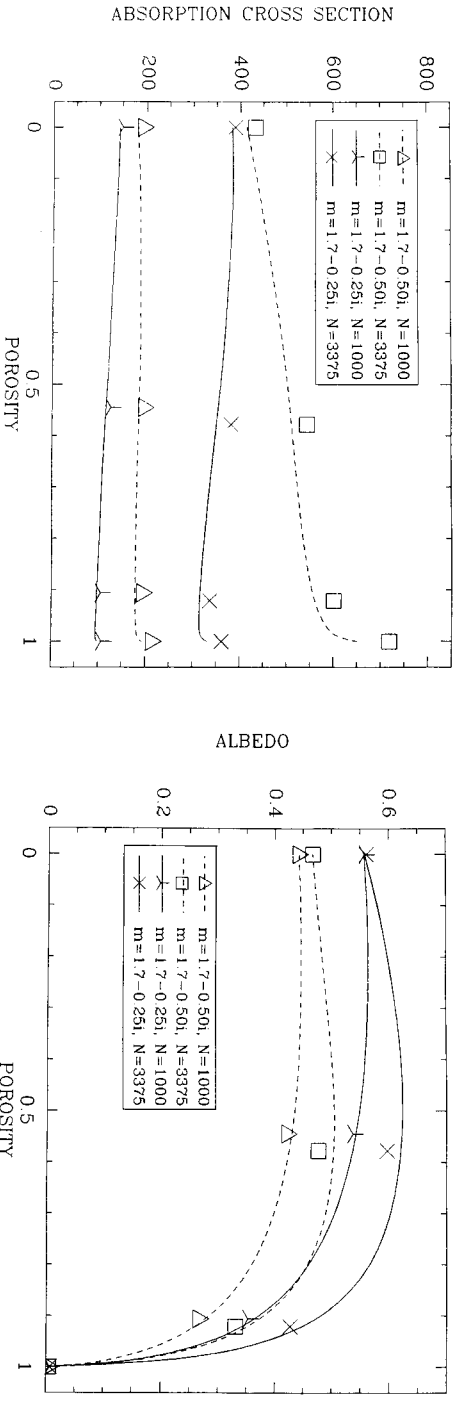 ABSORPTION CROSS SECTION
800
600
400
200
0
m=1.7-0.50i, N=1000
m=1.7-0.50i, N=3375
m=1.7-0.25i, N=1000
m=1.7-0.25i, N=3375
0
0.5
1
POROSITY
ALBEDO
0.6
0.4
0.2
0
m=1.7-0.50i, N=1000
m=1.7-0.50i, N=3375
m=1.7-0.25i, N=1000
m=1.7-0.25i, N=3375
0
0.5
1
POROSITY